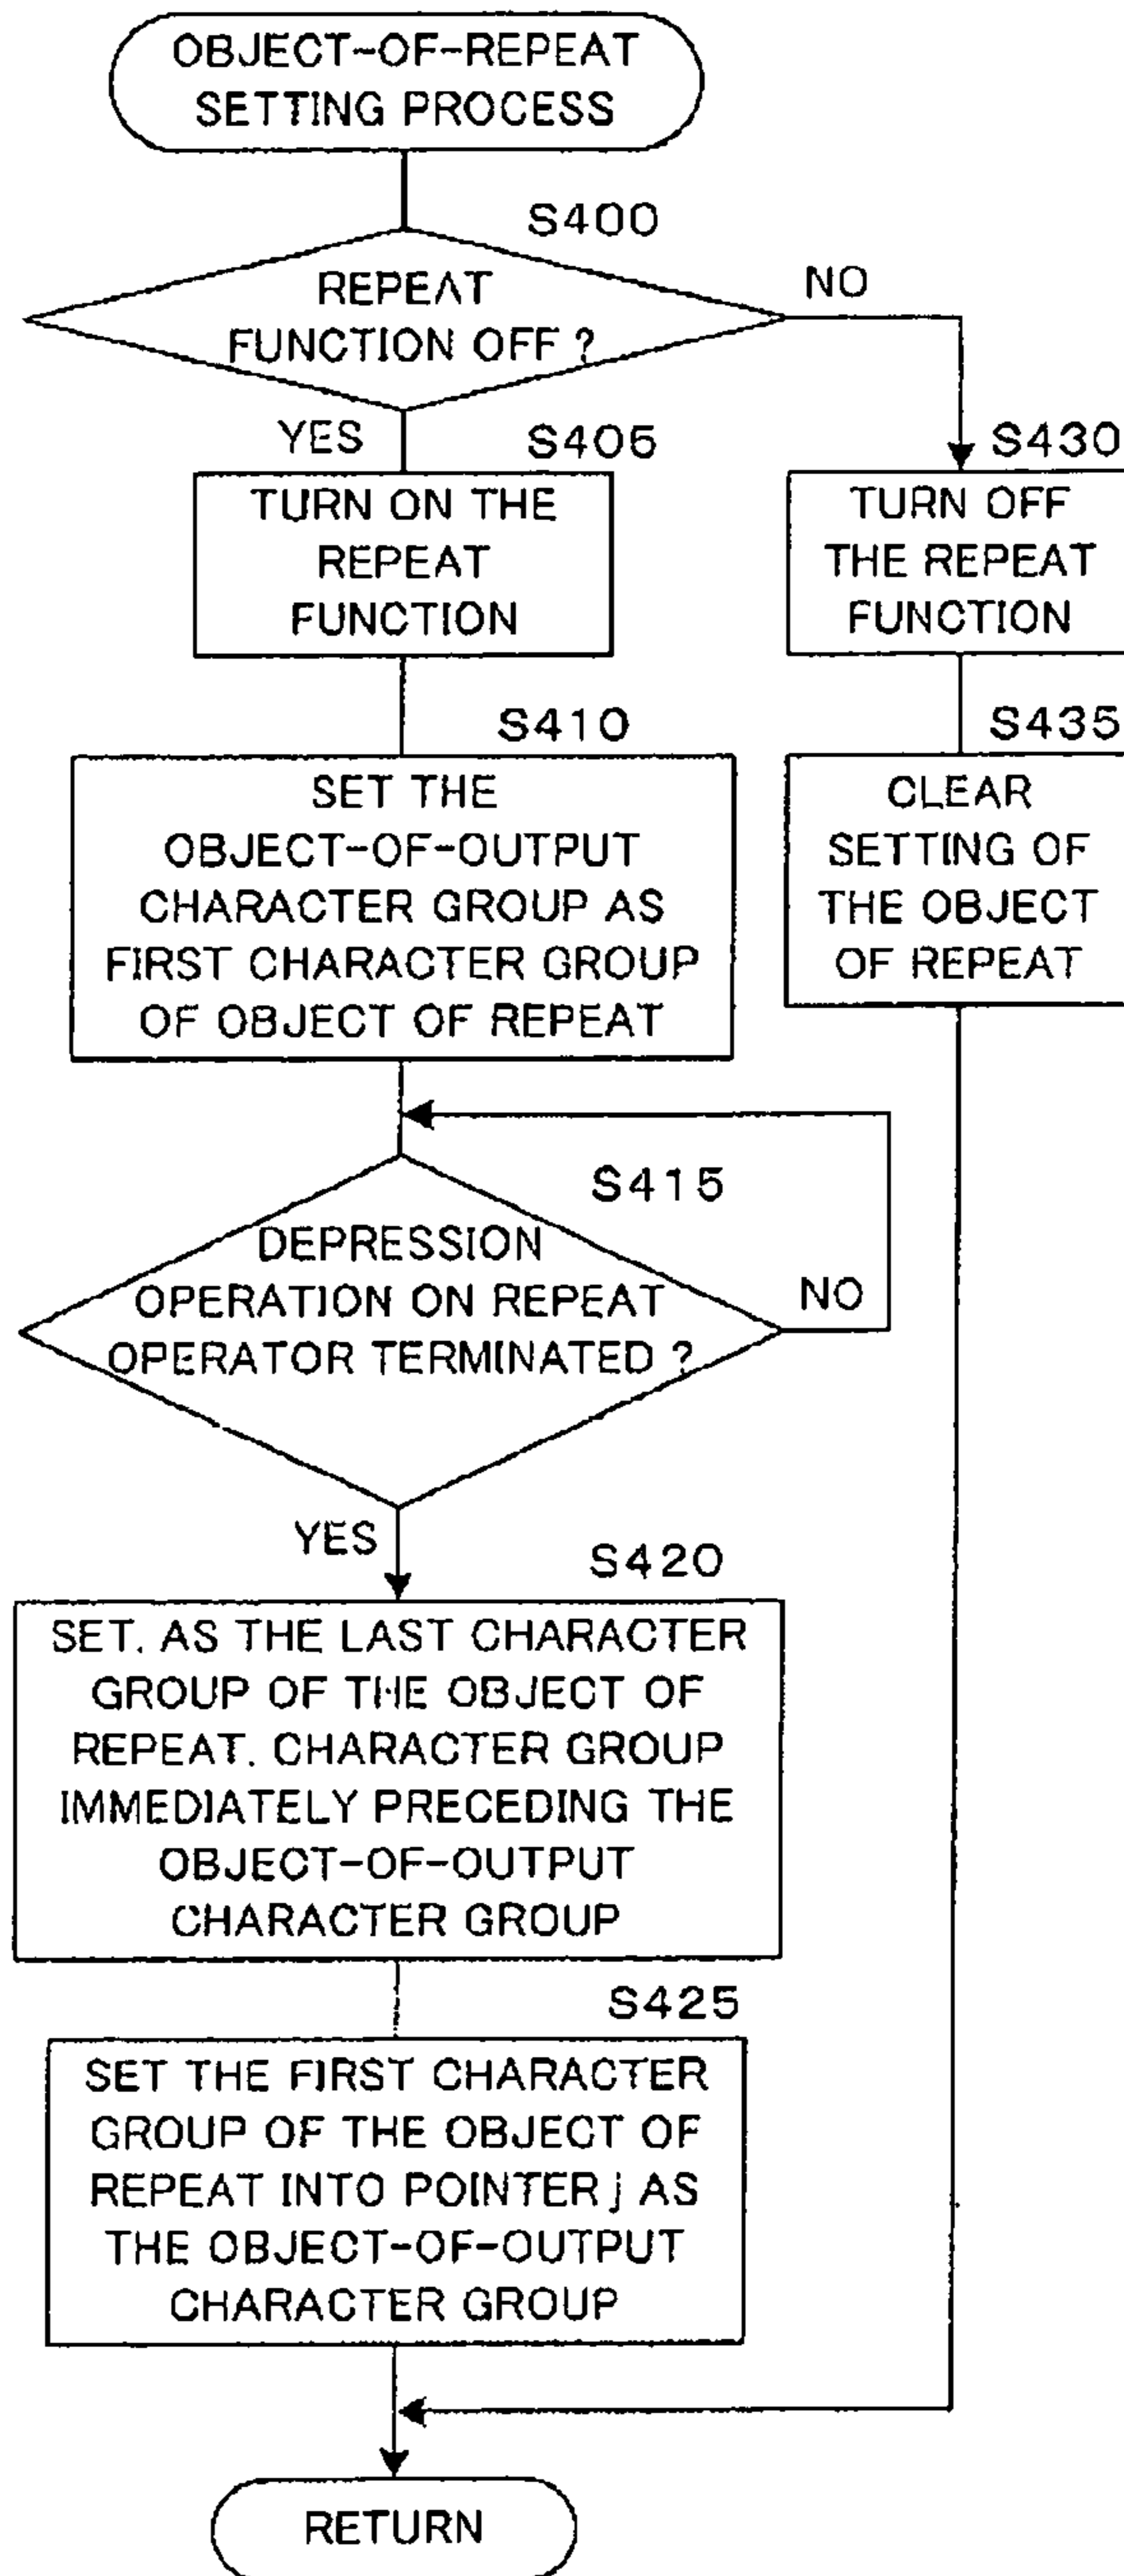 OBJECT-OF-REPEAT
SETTING PROCESS
S400
REPEAT
FUNCTION OFF ?
NO
YES
S405
TURN ON THE
REPEAT
FUNCTION
S430
TURN OFF
THE REPEAT
FUNCTION
S410
SET THE
OBJECT-OF-OUTPUT
CHARACTER GROUP AS
FIRST CHARACTER GROUP
OF OBJECT OF REPEAT
S435
CLEAR
SETTING OF
THE OBJECT
OF REPEAT
S415
DEPRESSION
OPERATION ON REPEAT
OPERATOR TERMINATED ?
NO
YES
S420
SET, AS THE LAST CHARACTER
GROUP OF THE OBJECT OF
REPEAT, CHARACTER GROUP
IMMEDIATELY PRECEDING THE
OBJECT-OF-OUTPUT
CHARACTER GROUP
S425
SET THE FIRST CHARACTER
GROUP OF THE OBJECT OF
REPEAT INTO POINTER j AS
THE OBJECT-OF-OUTPUT
CHARACTER GROUP
RETURN